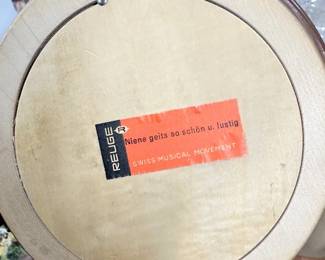 REUGE
R
Niene geits so schön u. lustig
SWISS MUSICAL MOVEMENT